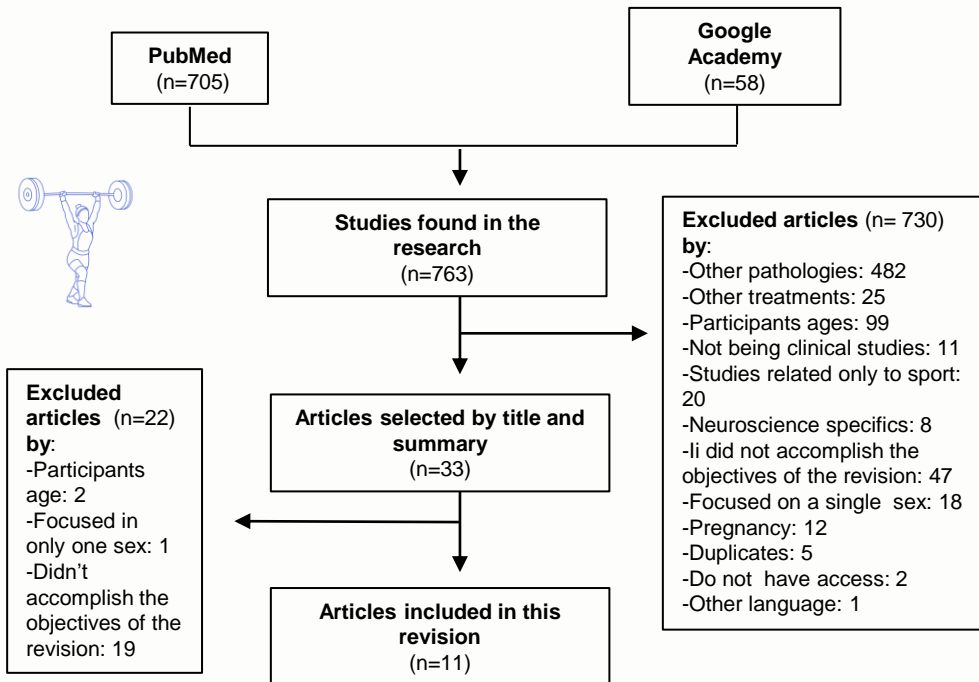 PubMed
(n=705)
Google
Academy
(n=58)
Studies found in the
research
(n=763)
Excluded articles (n= 730)
by:
-Other pathologies: 482
-Other treatments: 25
-Participants ages: 99
-Not being clinical studies: 11
-Studies related only to sport:
20
-Neuroscience specifics: 8
-Ii did not accomplish the
objectives of the revision: 47
-Focused on a single sex: 18
-Pregnancy: 12
-Duplicates: 5
-Do not have access: 2
-Other language: 1
Articles selected by title and
summary
(n=33)
Excluded
articles (n=22)
by:
-Participants
age: 2
-Focused in
only one sex: 1
-Didn’t
accomplish the
objectives of the
revision: 19
Articles included in this
revision
(n=11)